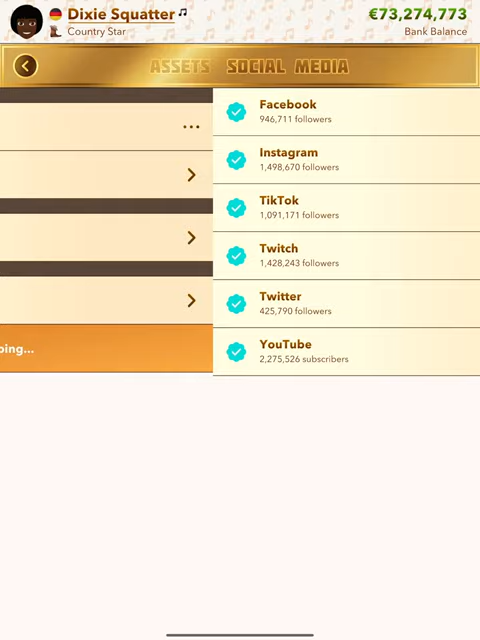 Dixie Squatter
Country Star
€73,274,773
Bank Balance
ASSETS SOCIAL MEDIA
...
Facebook
946,711 followers
Instagram
1,498,670 followers
TikTok
1,091,171 followers
Twitch
1,428,243 followers
Twitter
425,790 followers
ping...
YouTube
2,275,526 subscribers